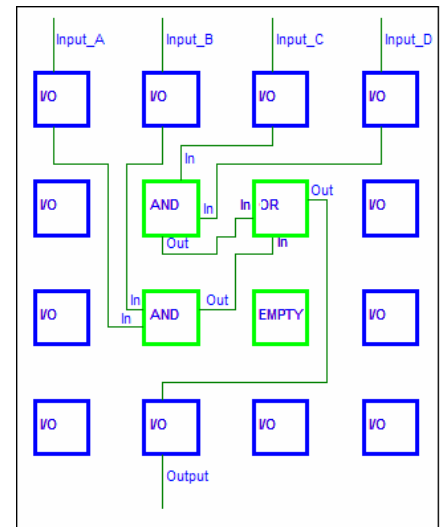 Input_A Input_B Input_C Input_D
I/O I/O I/O I/O
In
I/O AND In In OR Out I/O
Out In
I/O In In AND Out EMPTY I/O
I/O I/O I/O I/O
Output